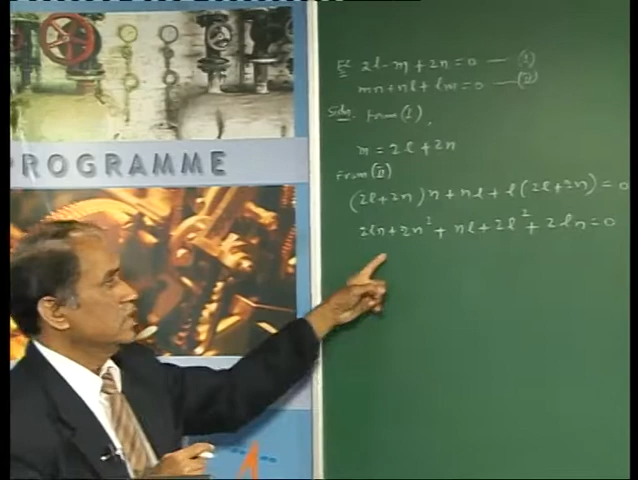 PROGRAMME
Ex 2l-m+2n=0 — (I)
mn+nl+lm=0 — (II)
Soln. From (I),
m = 2l+2n
From (II)
(2l+2n)n+nl+l(2l+2n)=0
2ln+2n²+nl+2l²+2ln=0